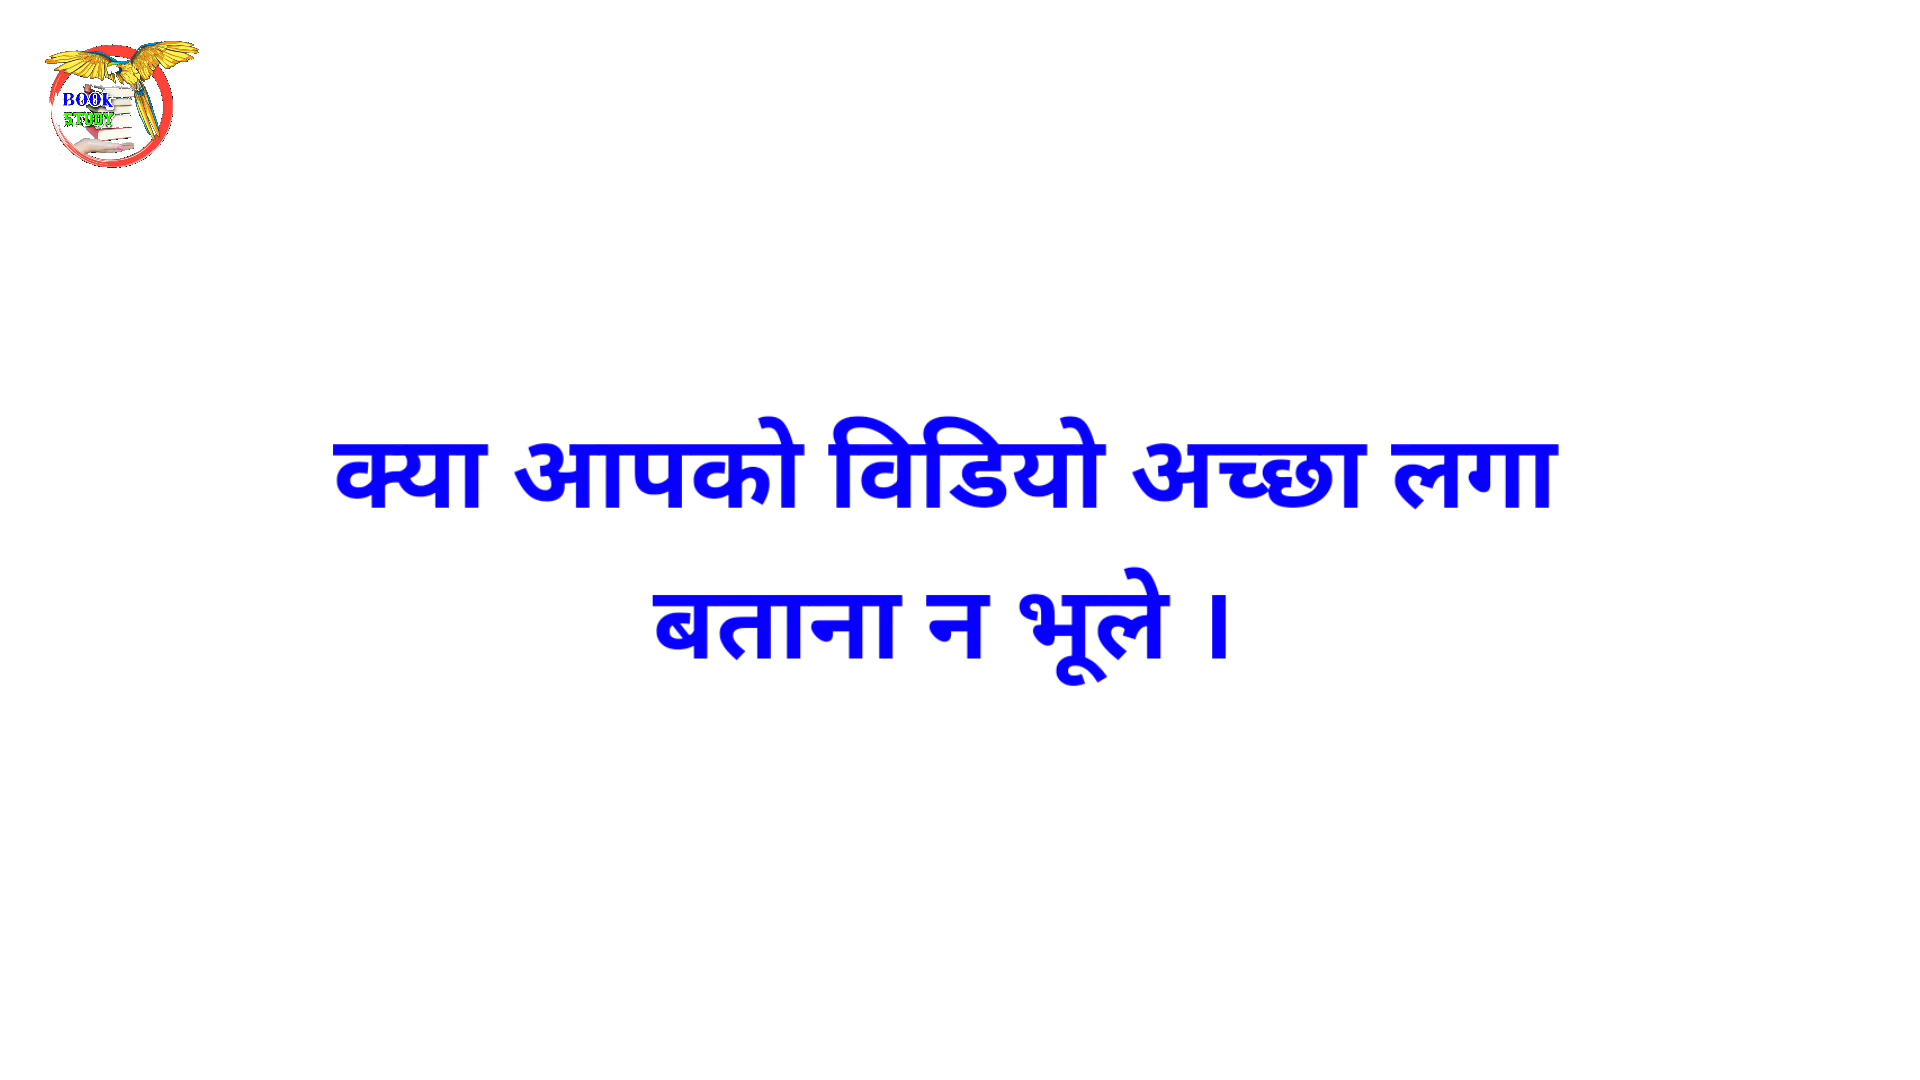 BOOK
STUDY
क्या आपको विडियो अच्छा लगा
बताना न भूले ।